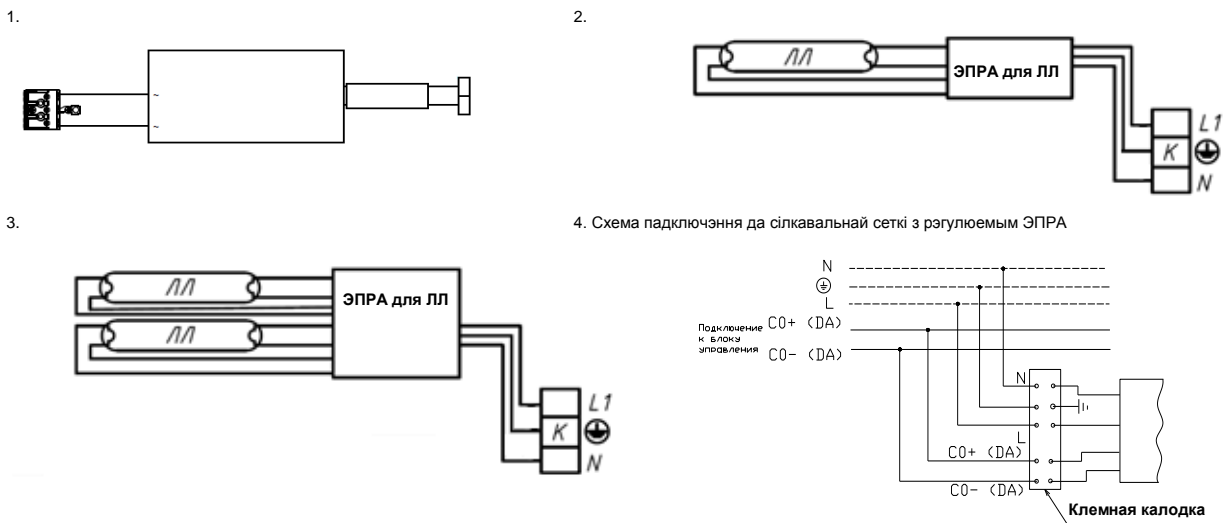 1.
~
~
2.
ЛЛ
ЭПРА для ЛЛ
L1
K
N
3.
ЛЛ
ЛЛ
ЭПРА для ЛЛ
L1
K
N
4. Схема падключэння да сілкавальнай сеткі з рэгулюемым ЭПРА
N
L
Подключение
к блоку
управления
C0+ (DA)
C0- (DA)
N
L
C0+ (DA)
C0- (DA)
Клемная калодка